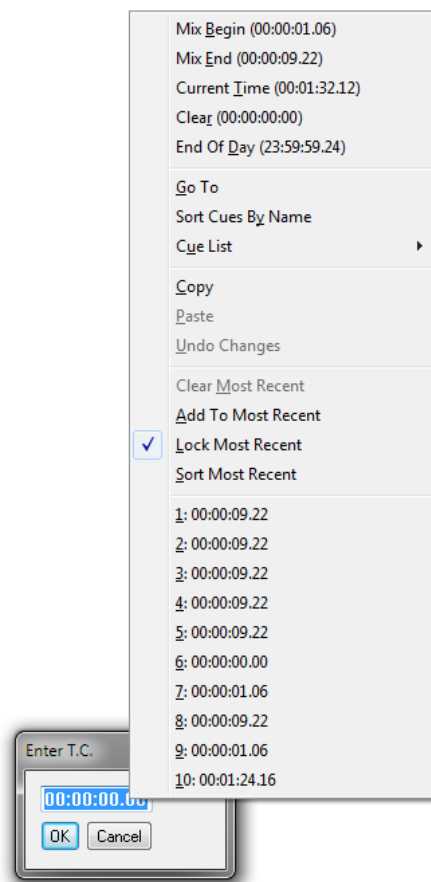 Mix Begin (00:00:01.06)
Mix End (00:00:09.22)
Current Time (00:01:32.12)
Clear (00:00:00:00)
End Of Day (23:59:59.24)
Go To
Sort Cues By Name
Cue List
Copy
Paste
Undo Changes
Clear Most Recent
Add To Most Recent
Lock Most Recent
Sort Most Recent
1: 00:00:09.22
2: 00:00:09.22
3: 00:00:09.22
4: 00:00:09.22
5: 00:00:09.22
6: 00:00:00.00
7: 00:00:01.06
8: 00:00:09.22
9: 00:00:01.06
10: 00:01:24.16
Enter T.C.
00:00:00.00
OK Cancel